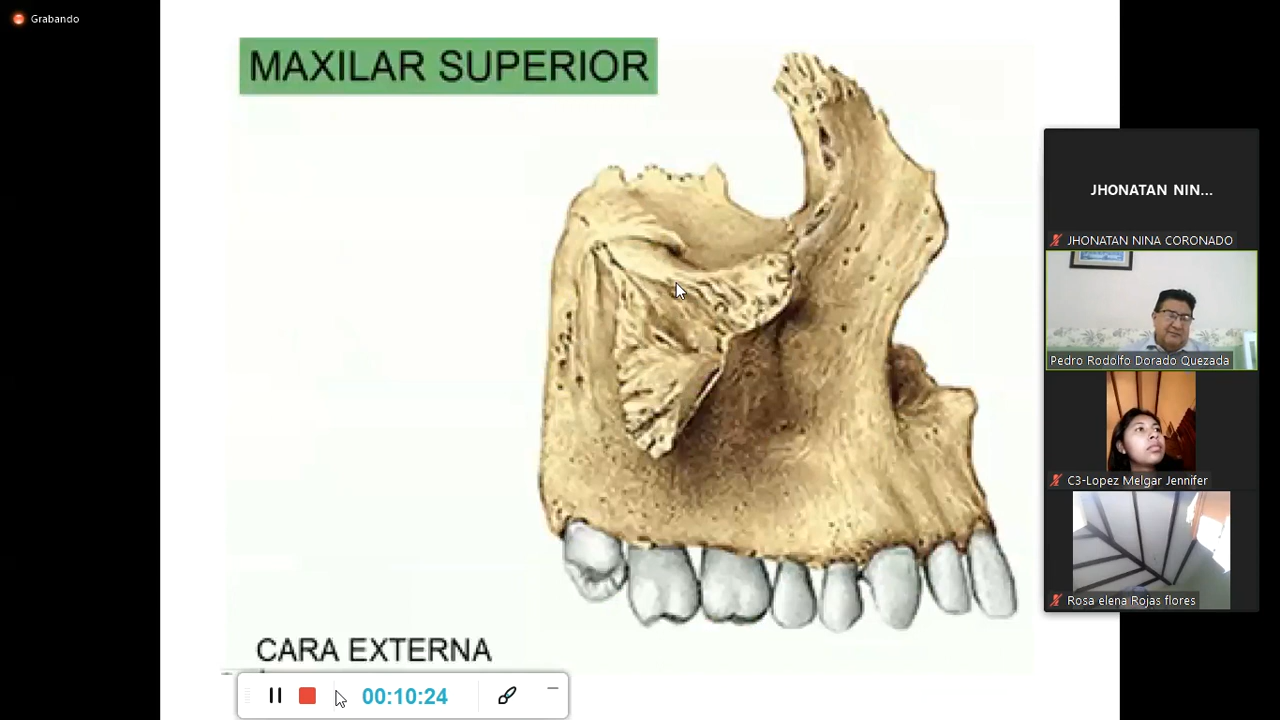 Grabando
MAXILAR SUPERIOR
JHONATAN NIN...
JHONATAN NINA CORONADO
Pedro Rodolfo Dorado Quezada
C3-Lopez Melgar Jennifer
Rosa elena Rojas flores
CARA EXTERNA
00:10:24